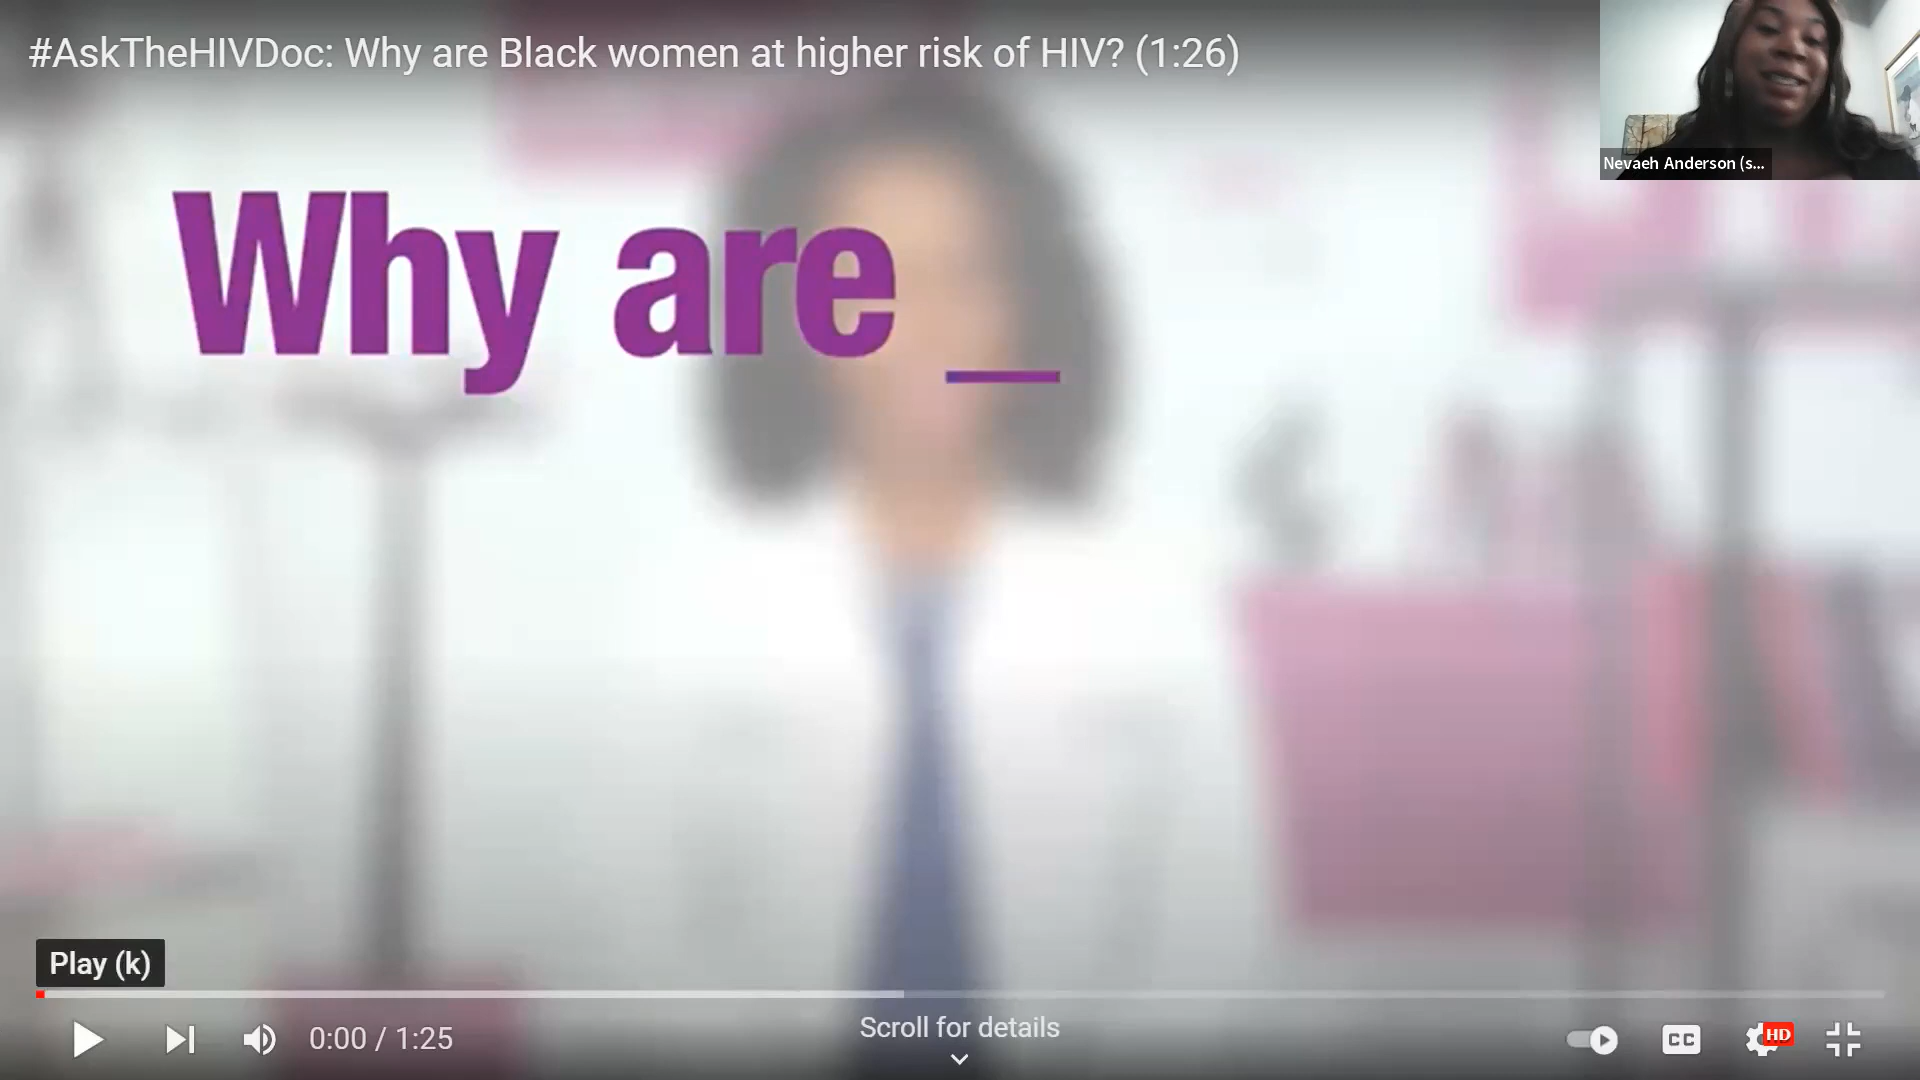 #AskTheHIVDoc: Why are Black women at higher risk of HIV? (1:26)
Nevaeh Anderson (s...
Why are _
Play (k)
0:00 / 1:25
Scroll for details
CC
HD